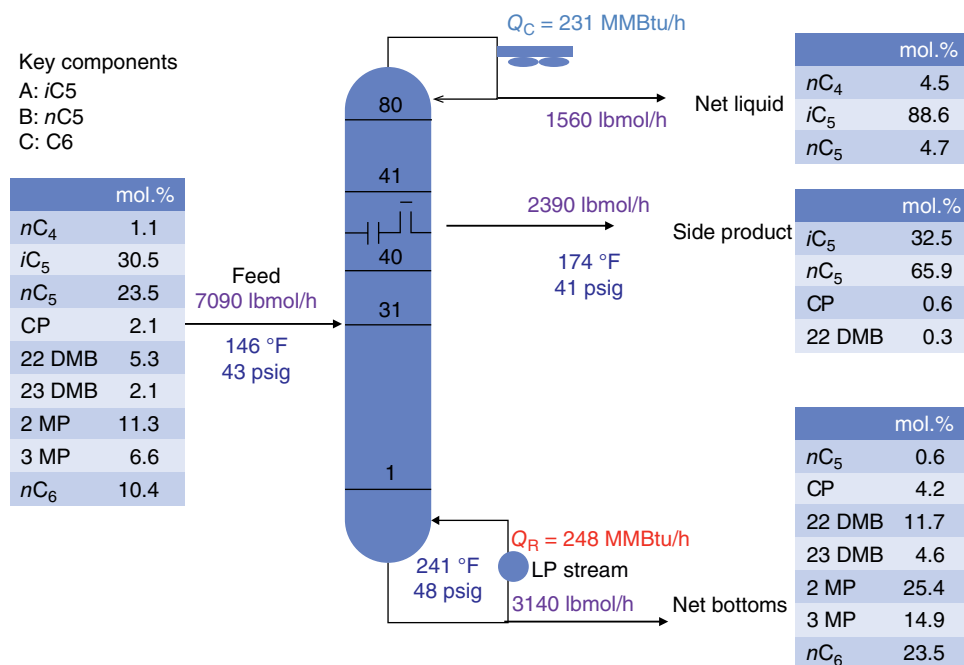 Key components
A: iC5
B: nC5
C: C6
mol.%
nC4 1.1
iC5 30.5
nC5 23.5
CP 2.1
22 DMB 5.3
23 DMB 2.1
2 MP 11.3
3 MP 6.6
nC6 10.4
Feed
7090 lbmol/h
146 °F
43 psig
80
41
40
31
1
QC = 231 MMBtu/h
1560 lbmol/h
Net liquid
mol.%
nC4 4.5
iC5 88.6
nC5 4.7
2390 lbmol/h
Side product
174 °F
41 psig
mol.%
iC5 32.5
nC5 65.9
CP 0.6
22 DMB 0.3
QR = 248 MMBtu/h
LP stream
241 °F
48 psig
3140 lbmol/h
Net bottoms
mol.%
nC5 0.6
CP 4.2
22 DMB 11.7
23 DMB 4.6
2 MP 25.4
3 MP 14.9
nC6 23.5